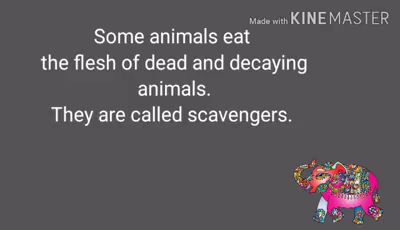 Made with KINEMASTER
Some animals eat
the flesh of dead and decaying
animals.
They are called scavengers.